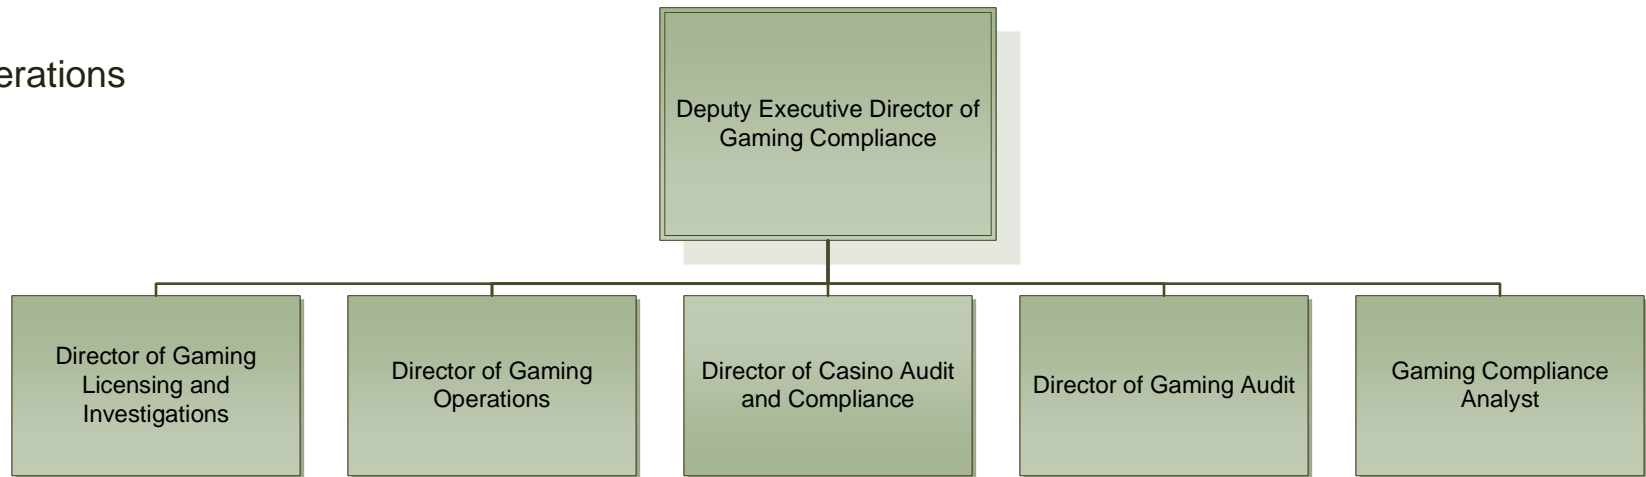 erations
Deputy Executive Director of
Gaming Compliance
Director of Gaming
Licensing and
Investigations
Director of Gaming
Operations
Director of Casino Audit
and Compliance
Director of Gaming Audit
Gaming Compliance
Analyst